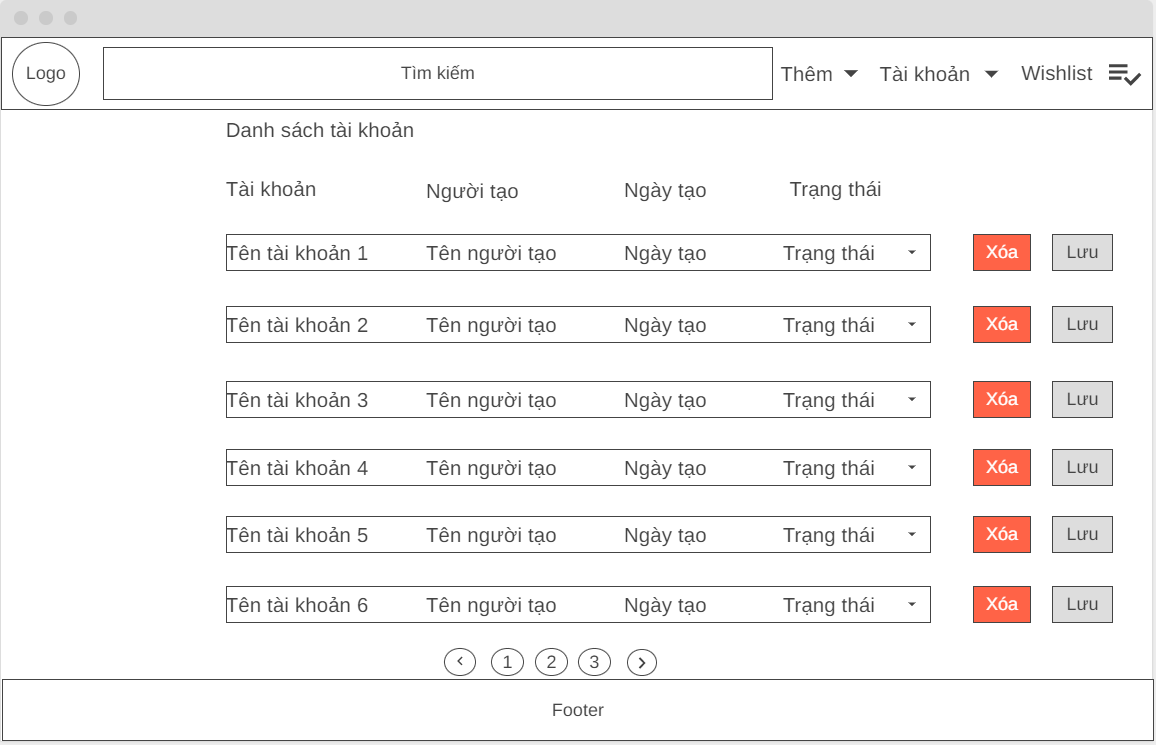 Logo Tìm kiếm Thêm Tài khoản Wishlist
Danh sách tài khoản
Tài khoản Người tạo Ngày tạo Trạng thái
Tên tài khoản 1 Tên người tạo Ngày tạo Trạng thái Xóa Lưu
Tên tài khoản 2 Tên người tạo Ngày tạo Trạng thái Xóa Lưu
Tên tài khoản 3 Tên người tạo Ngày tạo Trạng thái Xóa Lưu
Tên tài khoản 4 Tên người tạo Ngày tạo Trạng thái Xóa Lưu
Tên tài khoản 5 Tên người tạo Ngày tạo Trạng thái Xóa Lưu
Tên tài khoản 6 Tên người tạo Ngày tạo Trạng thái Xóa Lưu
1 2 3
Footer